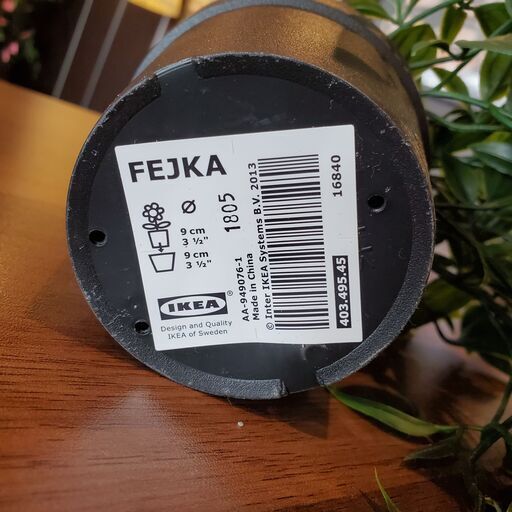 FEJKA
9 cm
3 ½"
9 cm
3 ½"
1805
IKEA
®
Design and Quality
IKEA of Sweden
AA-949076-1
Made in China
© Inter IKEA Systems B.V. 2013
16840
403.495.45